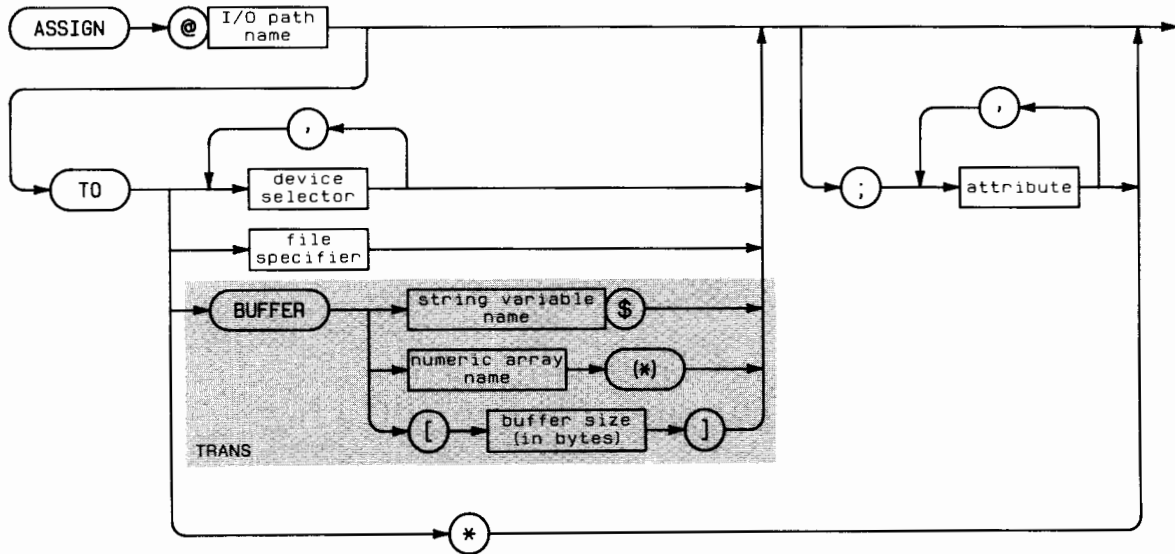 ASSIGN @ I/O path
name
,
,
TO device
selector
; attribute
file
specifier
BUFFER string variable
name $
numeric array
name (*)
[ buffer size
(in bytes) ]
TRANS
*